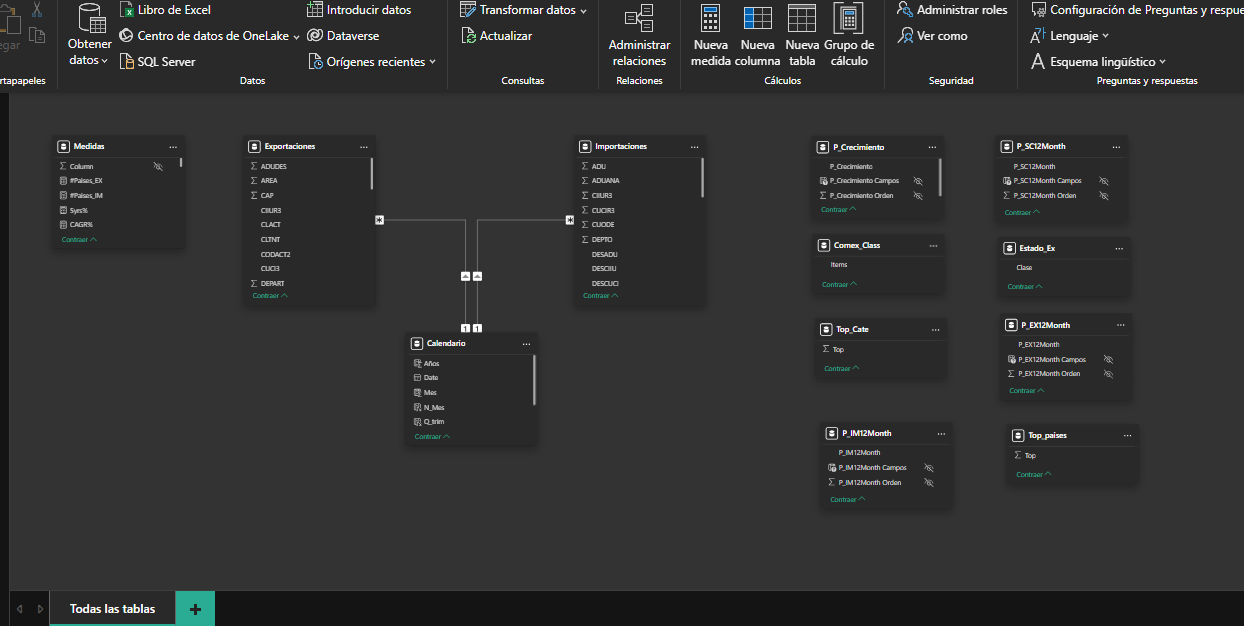 egar
rtapapeles
Obtener
datos
Libro de Excel
Centro de datos de OneLake
SQL Server
Introducir datos
Dataverse
Orígenes recientes
Datos
Transformar datos
Actualizar
Consultas
Administrar
relaciones
Relaciones
Nueva
medida
Nueva
columna
Nueva
tabla
Grupo de
cálculo
Cálculos
Administrar roles
Ver como
Seguridad
Configuración de Preguntas y respue
Lenguaje
Esquema lingüístico
Preguntas y respuestas
Medidas
Column
#Paises_EX
#Paises_IM
5yrs%
CAGR%
Contraer
Exportaciones
ADUDES
AREA
CAP
CIIUR3
CLACT
CLTNT
CODACT2
CUCI3
DEPART
Contraer
Importaciones
ADU
ADUANA
CIIUR3
CUCIR3
CUODE
DEPTO
DESADU
DESCIIU
DESCUCI
Contraer
1 1
Calendario
Años
Date
Mes
N_Mes
Q_trim
Contraer
P_Crecimiento
P_Crecimiento
P_Crecimiento Campos
P_Crecimiento Orden
Contraer
P_SC12Month
P_SC12Month
P_SC12Month Campos
P_SC12Month Orden
Contraer
Comex_Class
Items
Contraer
Estado_Ex
Clase
Contraer
Top_Cate
Top
Contraer
P_EX12Month
P_EX12Month
P_EX12Month Campos
P_EX12Month Orden
Contraer
P_IM12Month
P_IM12Month
P_IM12Month Campos
P_IM12Month Orden
Contraer
Top_paises
Top
Contraer
Todas las tablas
+